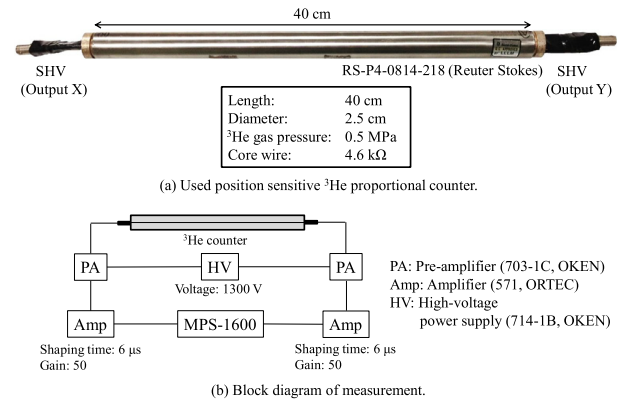 40 cm
SHV
(Output X)
RS-P4-0814-218 (Reuter Stokes)
SHV
(Output Y)
Length: 40 cm
Diameter: 2.5 cm
³He gas pressure: 0.5 MPa
Core wire: 4.6 kΩ
(a) Used position sensitive ³He proportional counter.
³He counter
PA
HV
PA
Voltage: 1300 V
Amp
MPS-1600
Amp
Shaping time: 6 μs
Gain: 50
Shaping time: 6 μs
Gain: 50
PA: Pre-amplifier (703-1C, OKEN)
Amp: Amplifier (571, ORTEC)
HV: High-voltage
power supply (714-1B, OKEN)
(b) Block diagram of measurement.